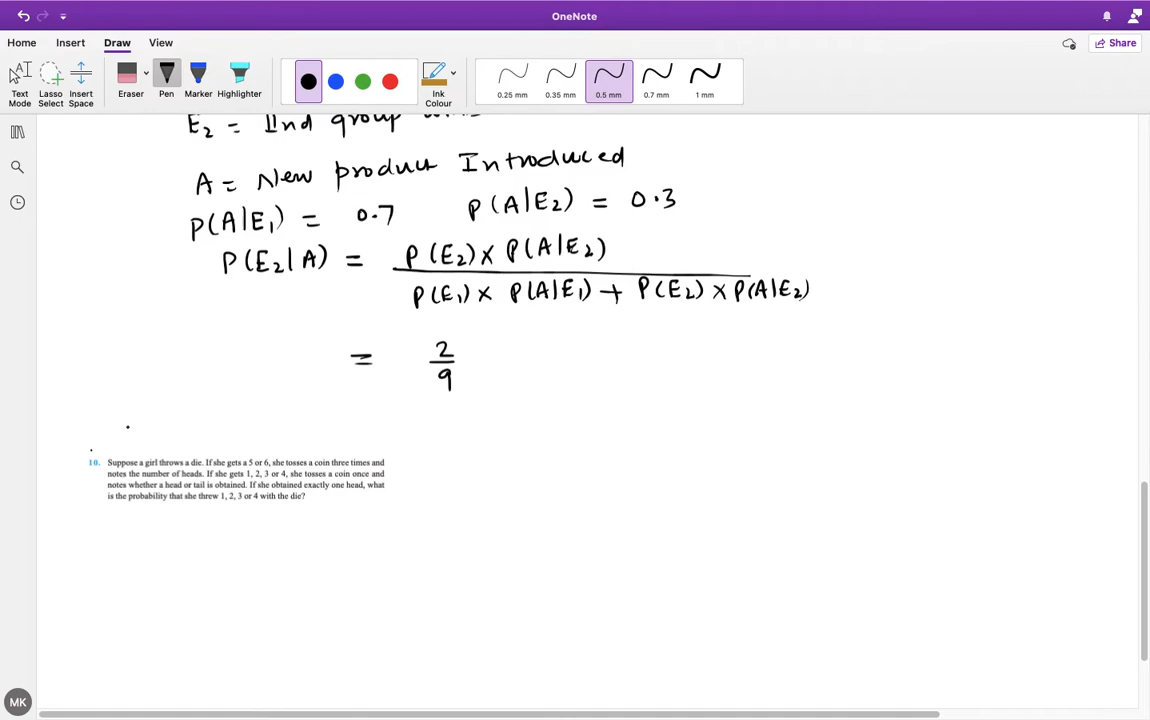 OneNote
Home Insert Draw View
Share
Text Mode
Lasso Select
Insert Space
Eraser
Pen
Marker
Highlighter
Ink Colour
0.25 mm
0.35 mm
0.5 mm
0.7 mm
1 mm
E₂ = IInd group
A = New product Introduced
P(A|E₁) = 0.7 P(A|E₂) = 0.3
P(E₂|A) = P(E₂) × P(A|E₂)
P(E₁) × P(A|E₁) + P(E₂) × P(A|E₂)
= 2
9
10. Suppose a girl throws a die. If she gets a 5 or 6, she tosses a coin three times and
notes the number of heads. If she gets 1, 2, 3 or 4, she tosses a coin once and
notes whether a head or tail is obtained. If she obtained exactly one head, what
is the probability that she threw 1, 2, 3 or 4 with the die?
MK